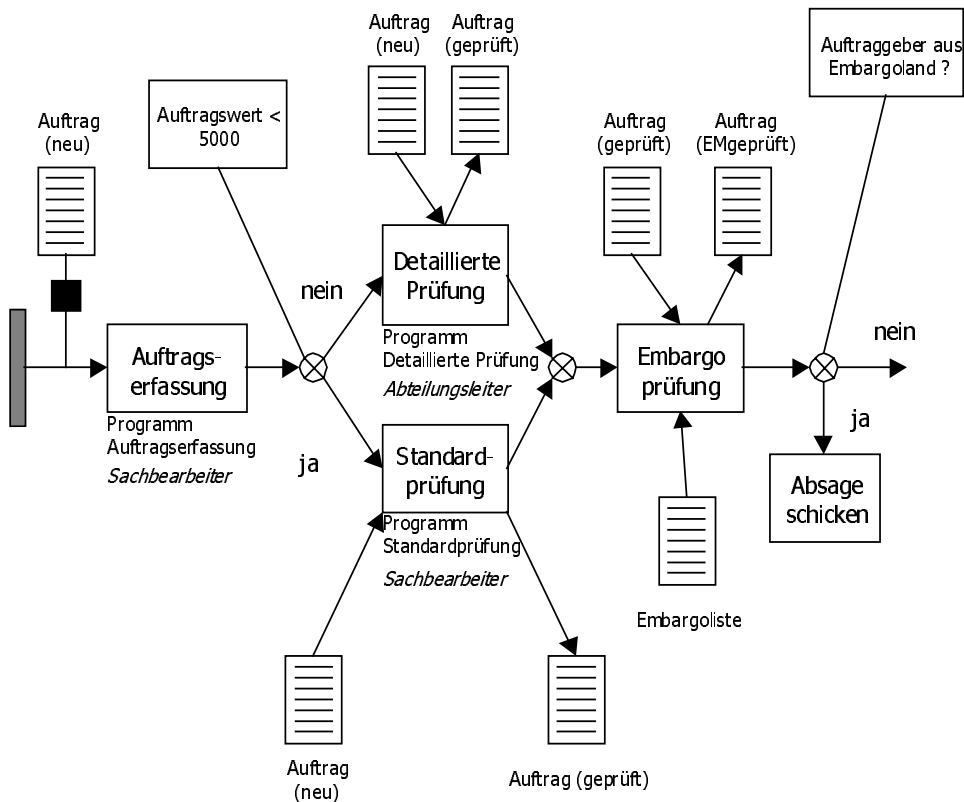 Auftrag
(neu)
Auftragswert <
5000
Auftrag
(neu)
Auftrag
(geprüft)
Auftraggeber aus
Embargoland ?
Auftrag
(geprüft)
Auftrag
(EMgeprüft)
Auftrags-
erfassung
Programm
Auftragserfassung
Sachbearbeiter
nein
ja
Detaillierte
Prüfung
Programm
Detaillierte Prüfung
Abteilungsleiter
Standard-
prüfung
Programm
Standardprüfung
Sachbearbeiter
Embargo
prüfung
nein
ja
Absage
schicken
Embargoliste
Auftrag
(neu)
Auftrag (geprüft)